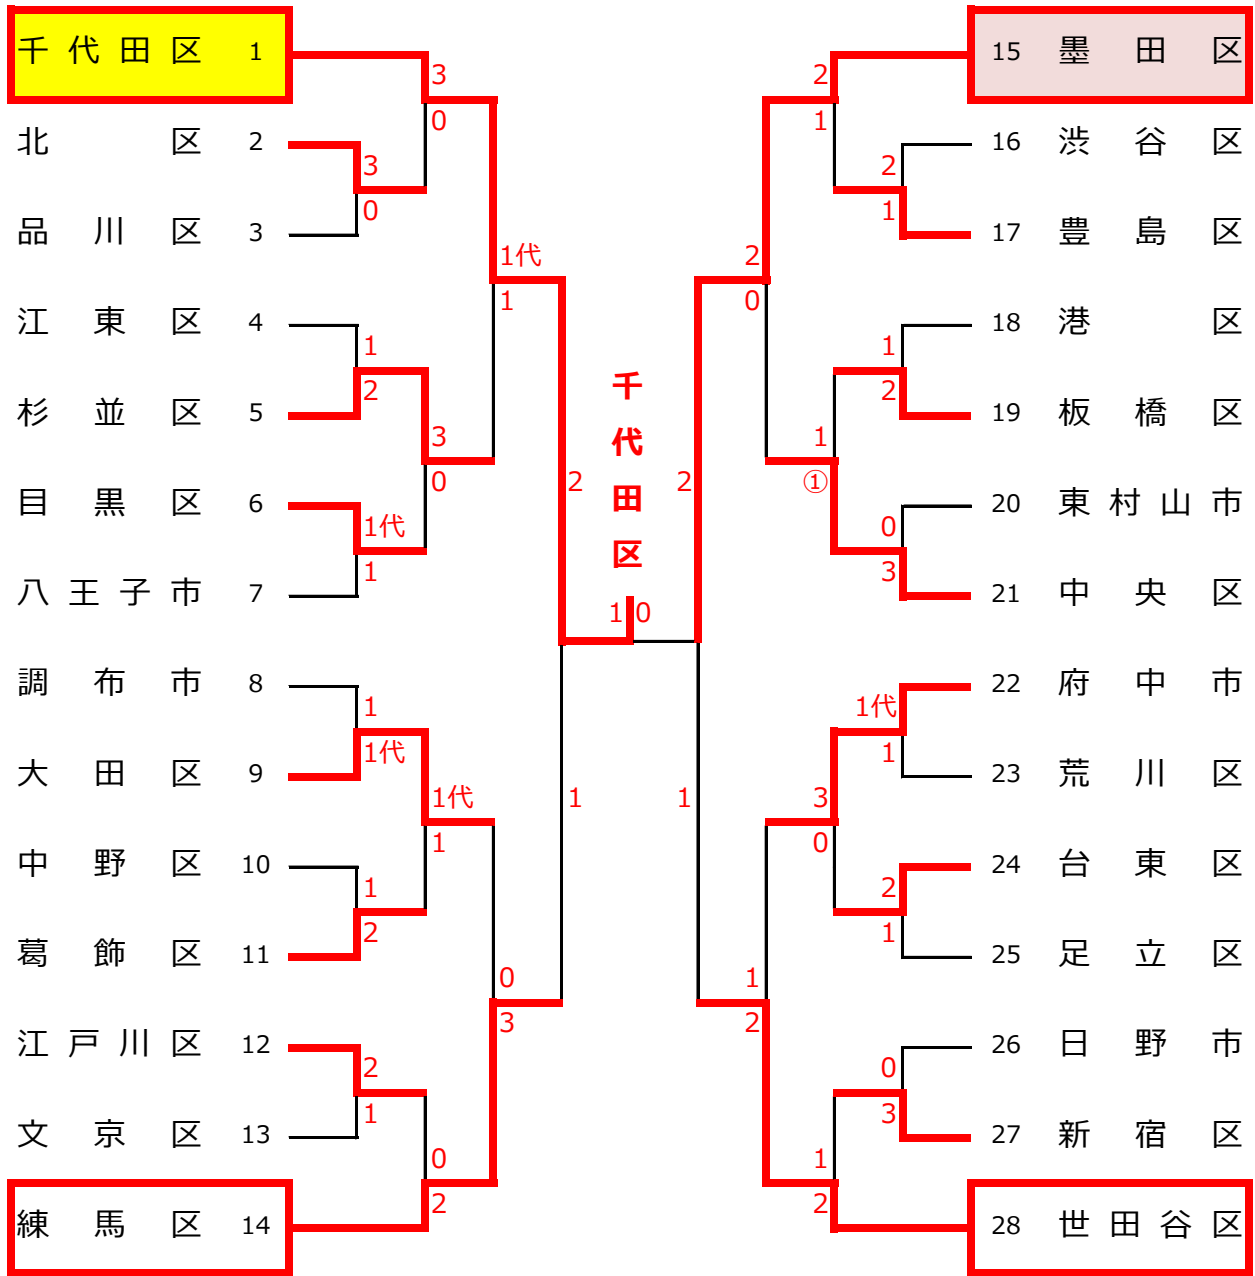 千代田区 1
北区 2
品川区 3
江東区 4
杉並区 5
目黒区 6
八王子市 7
調布市 8
大田区 9
中野区 10
葛飾区 11
江戸川区 12
文京区 13
練馬区 14
3
0
3
0
1代
1
1
2
3
0
1代
1
2
1
1代
1代
1
1
2
1
0
3
2
1
0
2
千代田区
1 0
2
1
2
1
2
1
2
0
1
2
1
①
0
3
1代
1
3
0
2
1
1
2
0
3
1
2
15 墨田区
16 渋谷区
17 豊島区
18 港区
19 板橋区
20 東村山市
21 中央区
22 府中市
23 荒川区
24 台東区
25 足立区
26 日野市
27 新宿区
28 世田谷区